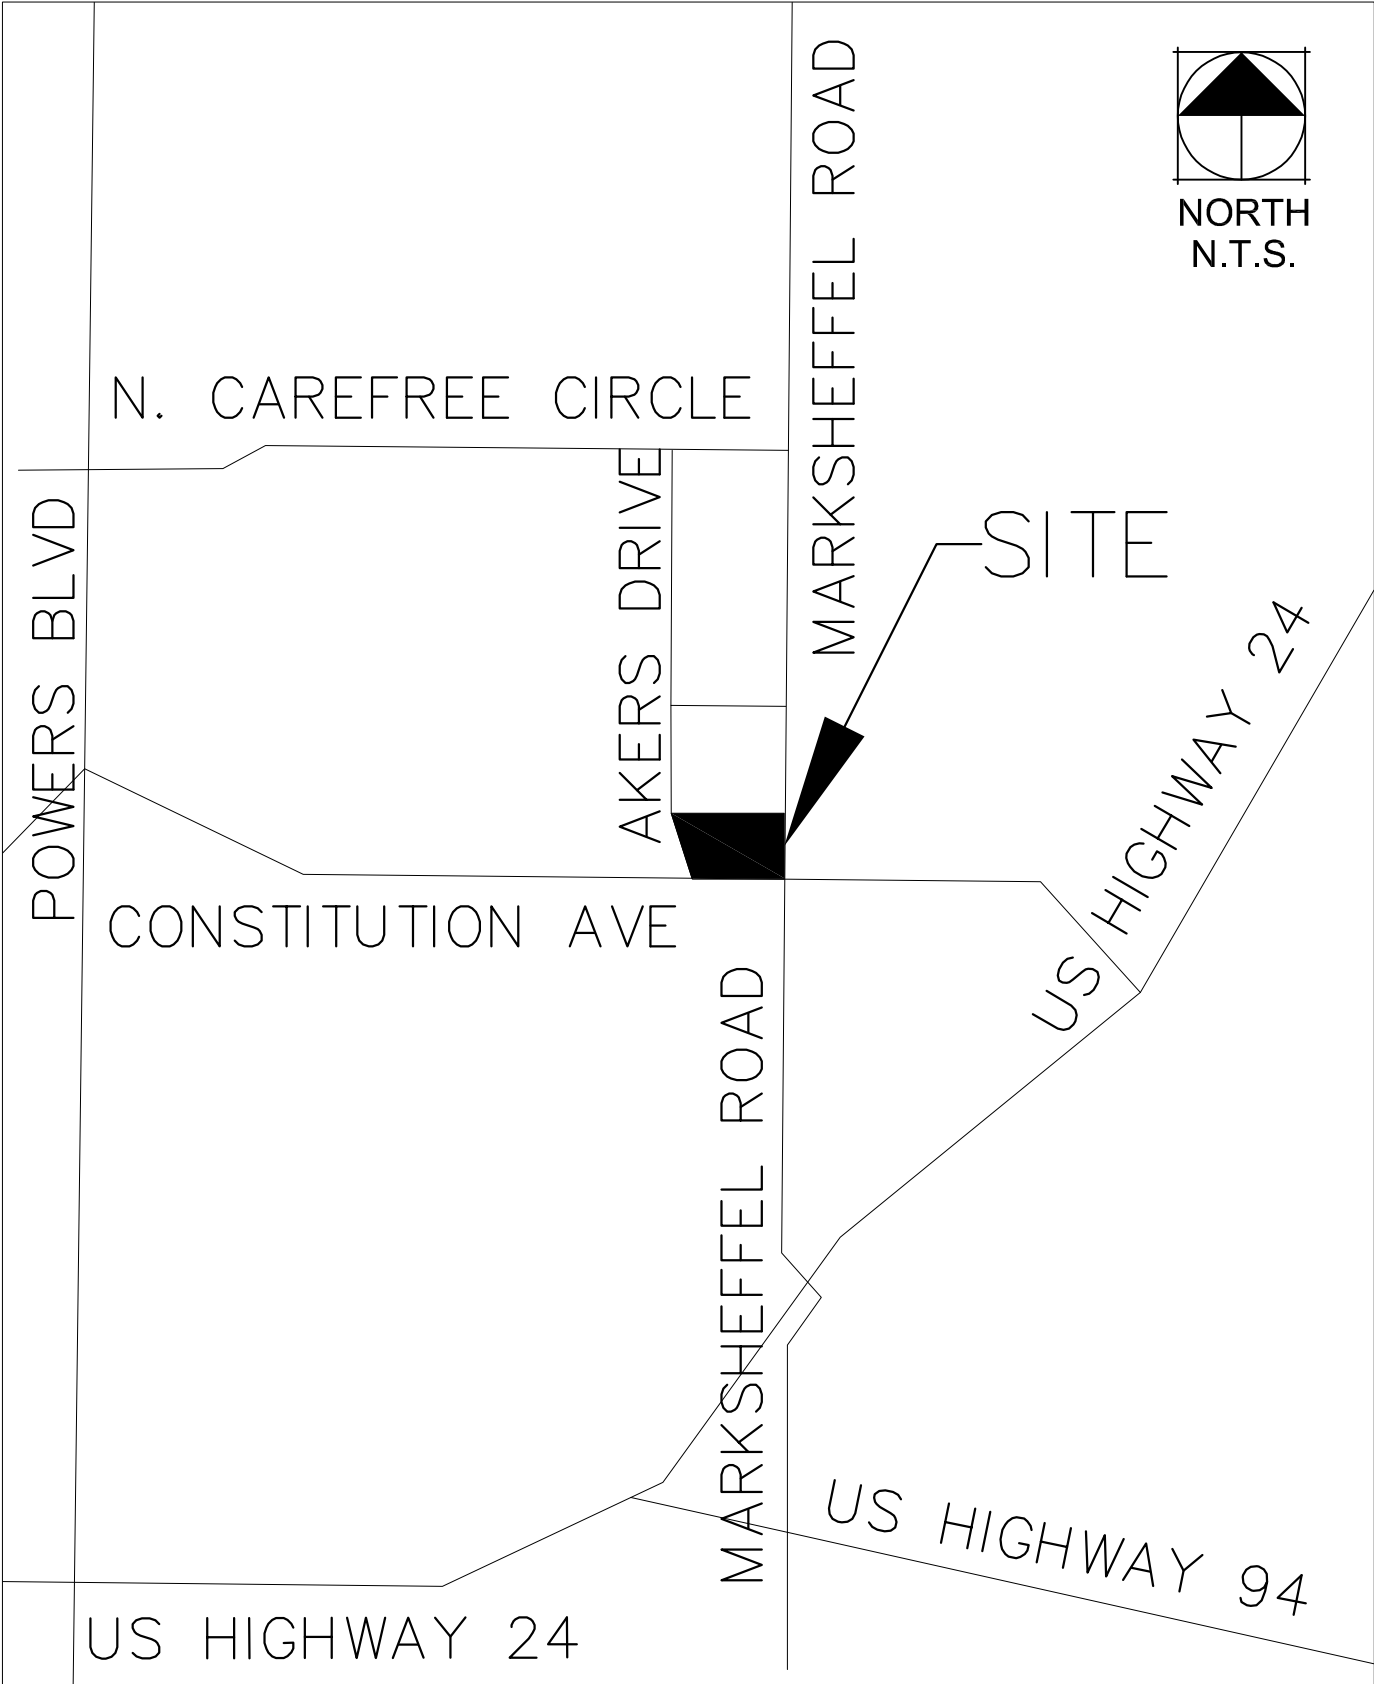 MARKSHEFFEL ROAD
NORTH
N.T.S.
N. CAREFREE CIRCLE
AKERS DRIVE
POWERS BLVD
SITE
US HIGHWAY 24
CONSTITUTION AVE
MARKSHEFFEL ROAD
US HIGHWAY 94
US HIGHWAY 24